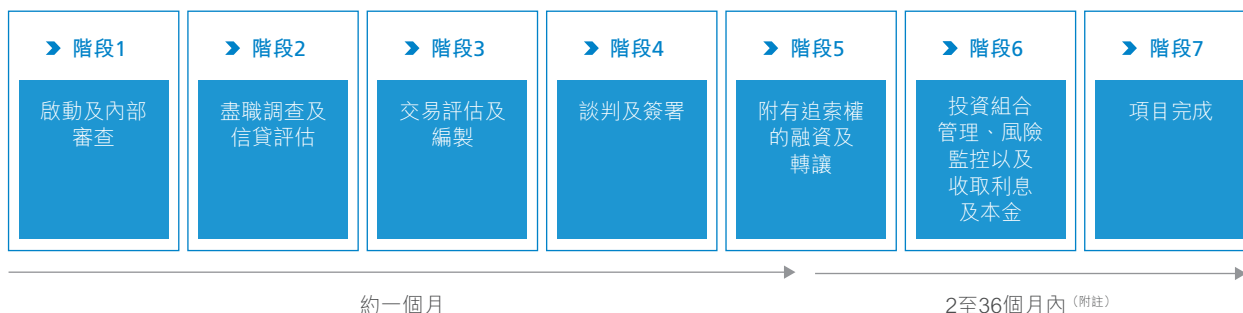 階段1
啟動及內部
審查
階段2
盡職調查及
信貸評估
階段3
交易評估及
編製
階段4
談判及簽署
階段5
附有追索權
的融資及
轉讓
階段6
投資組合
管理、風險
監控以及
收取利息
及本金
階段7
項目完成
約一個月
2至36個月內（附註）